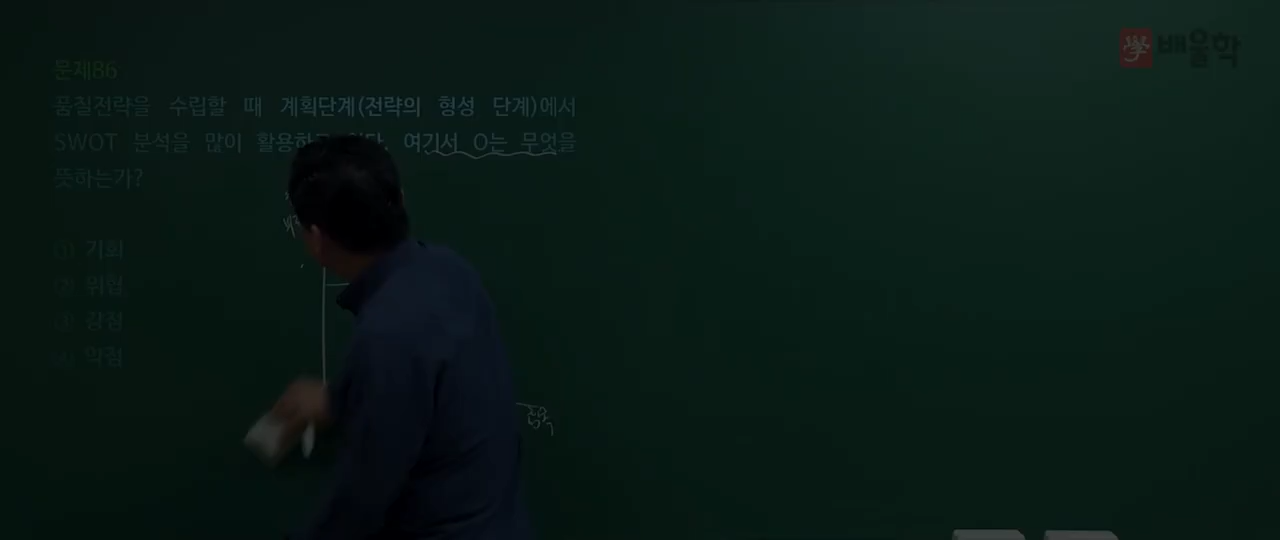 문제86
품질전략을 수립할 때 계획단계(전략의 형성 단계)에서
SWOT 분석을 많이 여기서 O는 무엇을
뜻하는가?
(1) 기회
(2) 위협
(3) 강점
(4) 약점
學 배울학